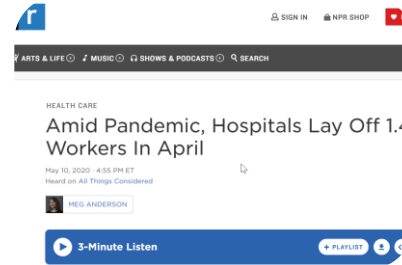 r
SIGN IN NPR SHOP
ARTS & LIFE MUSIC SHOWS & PODCASTS SEARCH
HEALTH CARE
Amid Pandemic, Hospitals Lay Off 1.4
Workers In April
May 10, 2020 · 4:55 PM ET
Heard on All Things Considered
MEG ANDERSON
3-Minute Listen
+ PLAYLIST